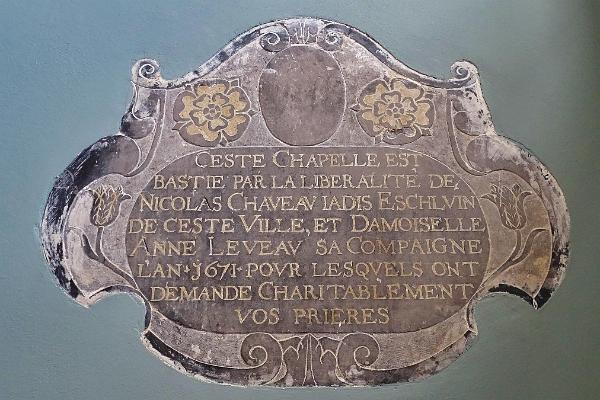 CESTE CHAPELLE EST
BASTIE PAR LA LIBERALITÉ DE
NICOLAS CHAVEAV IADIS ESCHLVIN
DE CESTE VILLE, ET DAMOISELLE
ANNE LEVEAV SA COMPAIGNE
L'AN 1671 POVR LESQVELS ONT
DEMANDE CHARITABLEMENT
VOS PRIERES